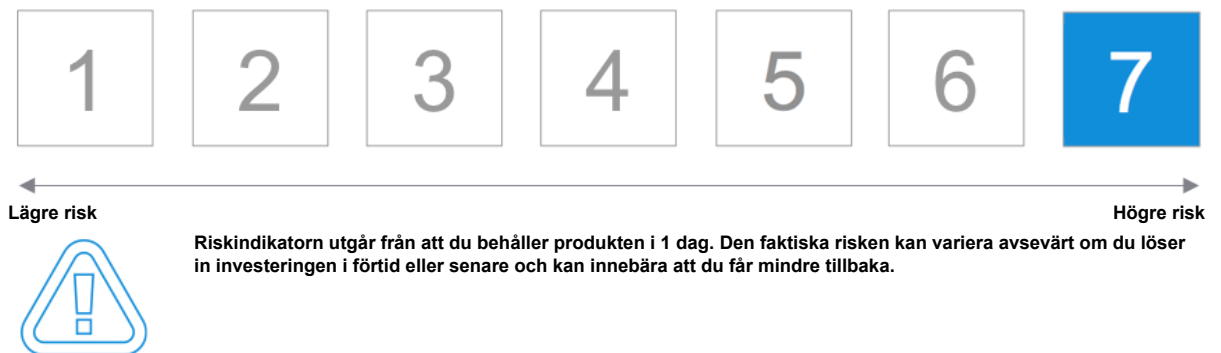 1 2 3 4 5 6 7
Lägre risk Högre risk
Riskindikatorn utgår från att du behåller produkten i 1 dag. Den faktiska risken kan variera avsevärt om du löser
in investeringen i förtid eller senare och kan innebära att du får mindre tillbaka.